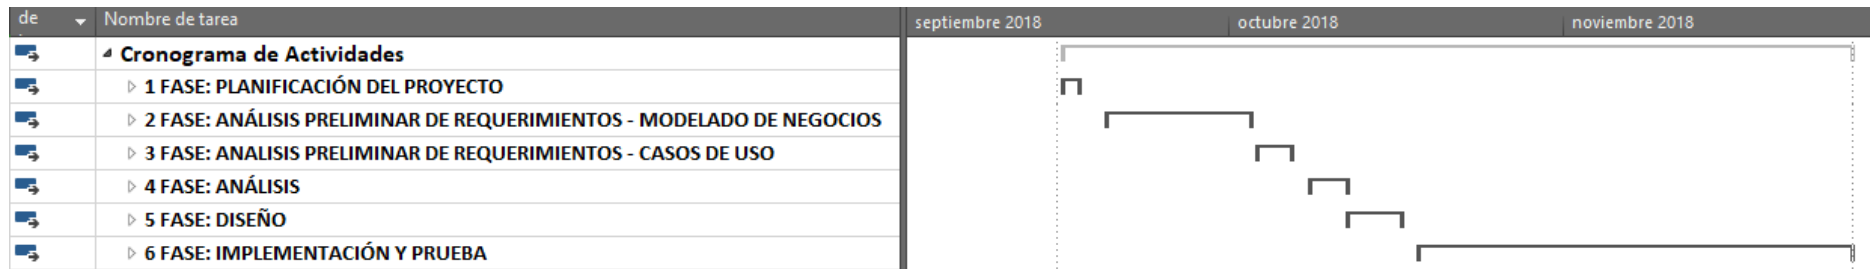 de Nombre de tarea septiembre 2018 octubre 2018 noviembre 2018
Cronograma de Actividades
1 FASE: PLANIFICACIÓN DEL PROYECTO
2 FASE: ANÁLISIS PRELIMINAR DE REQUERIMIENTOS - MODELADO DE NEGOCIOS
3 FASE: ANALISIS PRELIMINAR DE REQUERIMIENTOS - CASOS DE USO
4 FASE: ANÁLISIS
5 FASE: DISEÑO
6 FASE: IMPLEMENTACIÓN Y PRUEBA